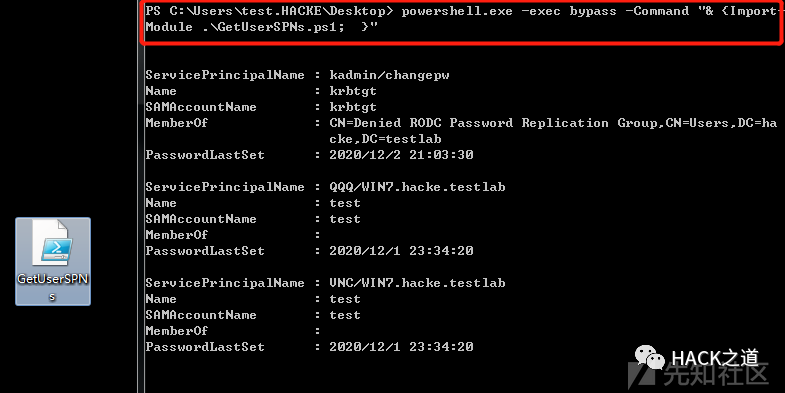 PS C:\Users\test.HACKE\Desktop> powershell.exe -exec bypass -Command "& {Import-
Module .\GetUserSPNs.ps1;  }"
ServicePrincipalName : kadmin/changepw
Name                 : krbtgt
SAMAccountName       : krbtgt
MemberOf             : CN=Denied RODC Password Replication Group,CN=Users,DC=ha
                       cke,DC=testlab
PasswordLastSet      : 2020/12/2 21:03:30
ServicePrincipalName : QQQ/WIN7.hacke.testlab
Name                 : test
SAMAccountName       : test
MemberOf             :
PasswordLastSet      : 2020/12/1 23:34:20
ServicePrincipalName : VNC/WIN7.hacke.testlab
Name                 : test
SAMAccountName       : test
MemberOf             :
PasswordLastSet      : 2020/12/1 23:34:20
GetUserSPN
s
HACK之道
先知社区